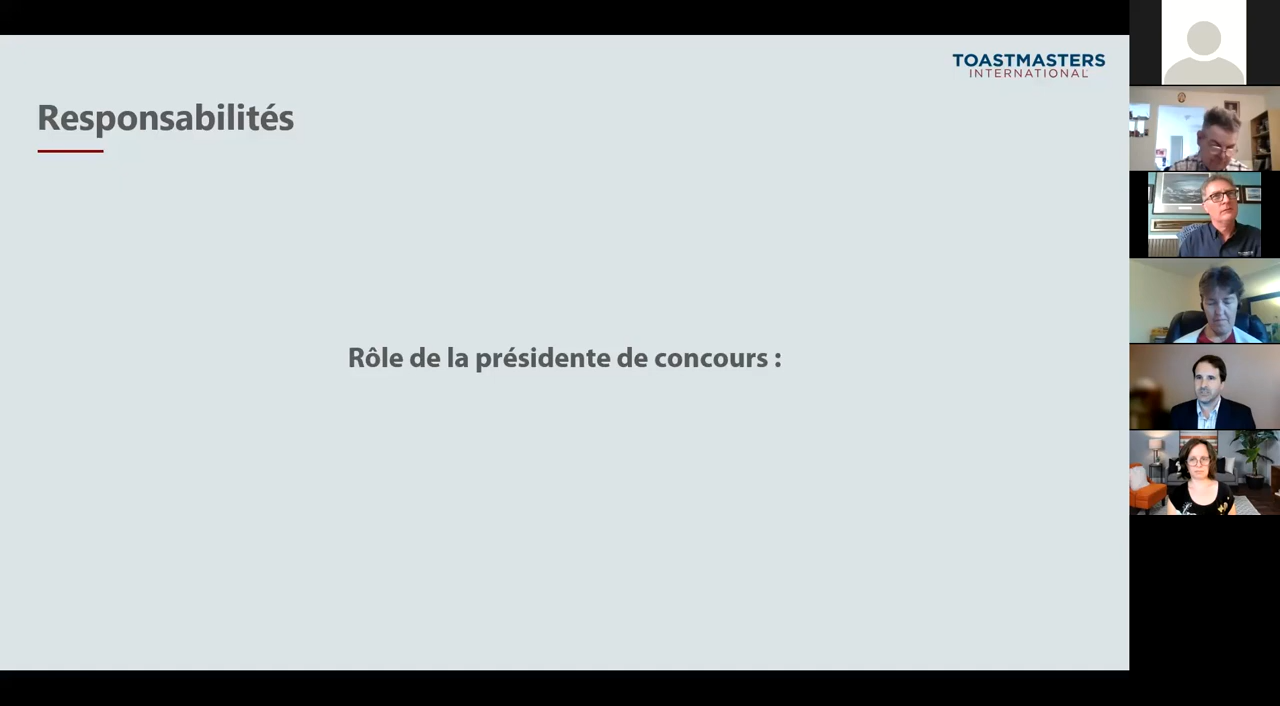 TOASTMASTERS
INTERNATIONAL
Responsabilités
Rôle de la présidente de concours :